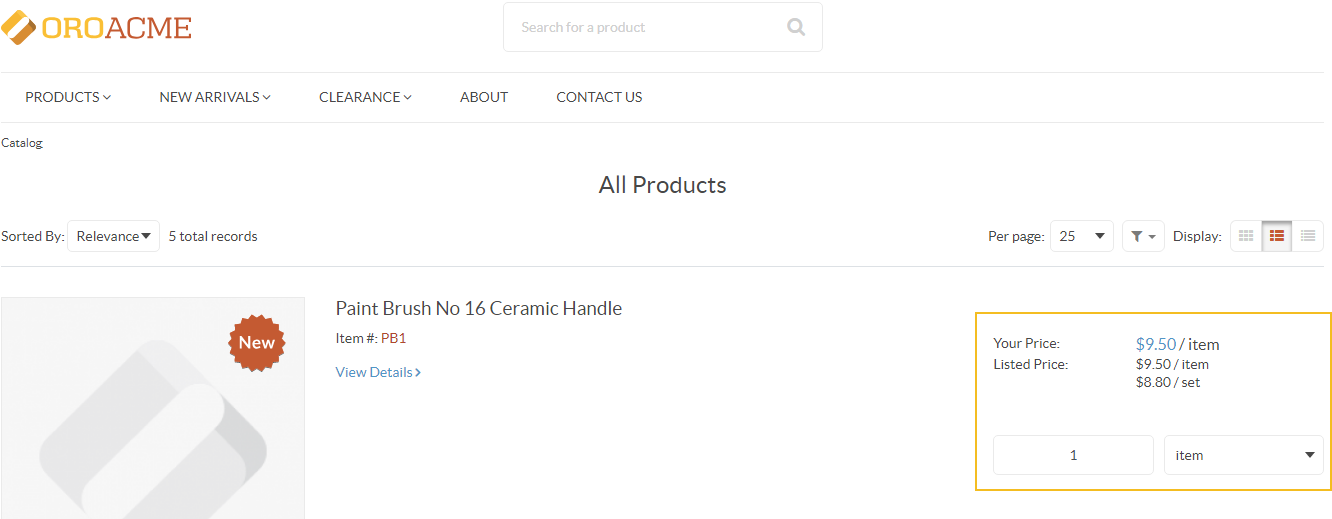 OROACME
Search for a product
PRODUCTS NEW ARRIVALS CLEARANCE ABOUT CONTACT US
Catalog
All Products
Sorted By: Relevance 5 total records Per page: 25 Display:
New
Paint Brush No 16 Ceramic Handle
Item #: PB1
View Details
Your Price: $9.50 / item
Listed Price: $9.50 / item
$8.80 / set
1 item